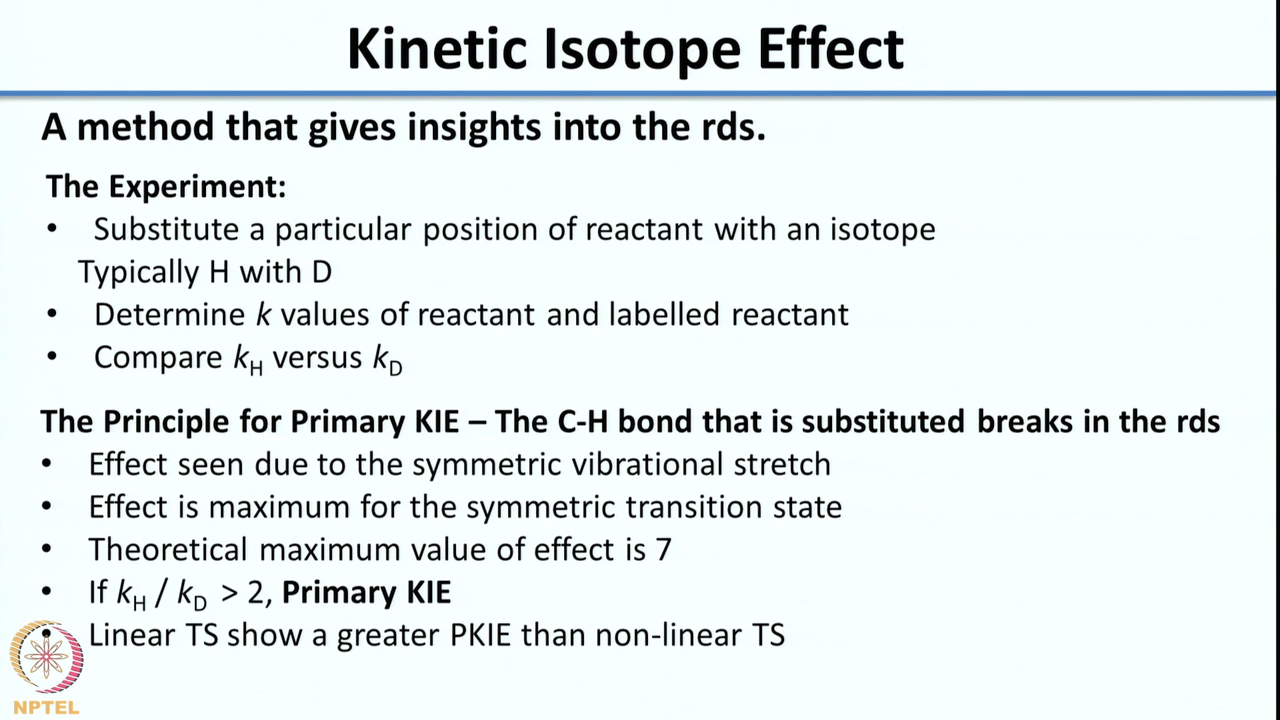 Kinetic Isotope Effect
A method that gives insights into the rds.
The Experiment:
• Substitute a particular position of reactant with an isotope
Typically H with D
• Determine k values of reactant and labelled reactant
• Compare kH versus kD
The Principle for Primary KIE – The C-H bond that is substituted breaks in the rds
• Effect seen due to the symmetric vibrational stretch
• Effect is maximum for the symmetric transition state
• Theoretical maximum value of effect is 7
• If kH / kD > 2, Primary KIE
Linear TS show a greater PKIE than non-linear TS
NPTEL